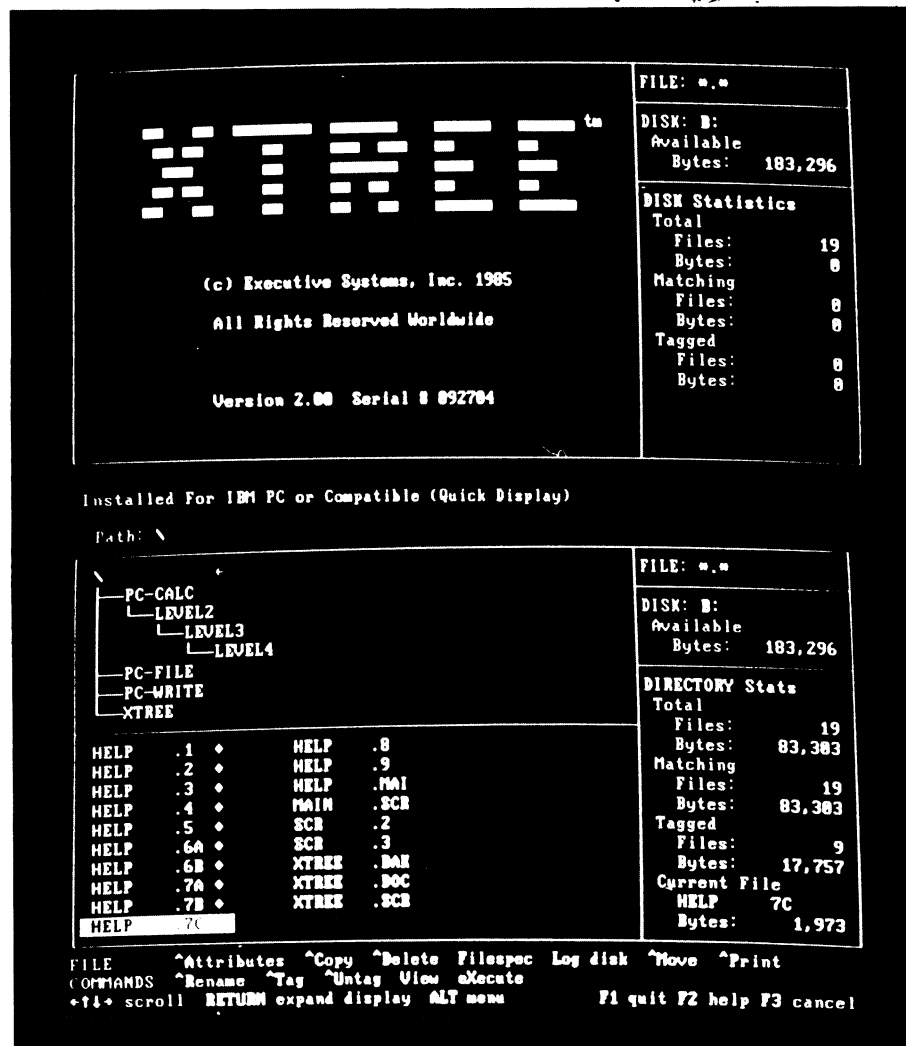 XTREE tm
(c) Executive Systems, Inc. 1985
All Rights Reserved Worldwide
Version 2.00 Serial # 092704
FILE: *.*
DISK: B:
Available
Bytes: 183,296
DISK Statistics
Total
Files: 19
Bytes: 0
Matching
Files: 0
Bytes: 0
Tagged
Files: 0
Bytes: 0
Installed For IBM PC or Compatible (Quick Display)
Path: \
\ ←
PC-CALC
LEVEL2
LEVEL3
LEVEL4
PC-FILE
PC-WRITE
XTREE
HELP .1 ♦ HELP .8
HELP .2 ♦ HELP .9
HELP .3 ♦ HELP .MAI
HELP .4 ♦ MAIN .SCR
HELP .5 ♦ SCR .2
HELP .6A ♦ SCR .3
HELP .6B ♦ XTREE .BAK
HELP .7A ♦ XTREE .DOC
HELP .7B ♦ XTREE .SCR
HELP .7C
FILE: *.*
DISK: B:
Available
Bytes: 183,296
DIRECTORY Stats
Total
Files: 19
Bytes: 83,303
Matching
Files: 19
Bytes: 83,303
Tagged
Files: 9
Bytes: 17,757
Current File
HELP 7C
Bytes: 1,973
FILE ^Attributes ^Copy ^Delete Filespec Log disk ^Move ^Print
COMMANDS ^Rename ^Tag ^Untag View eXecute
←↑↓→ scroll RETURN expand display ALT menu F1 quit F2 help F3 cancel